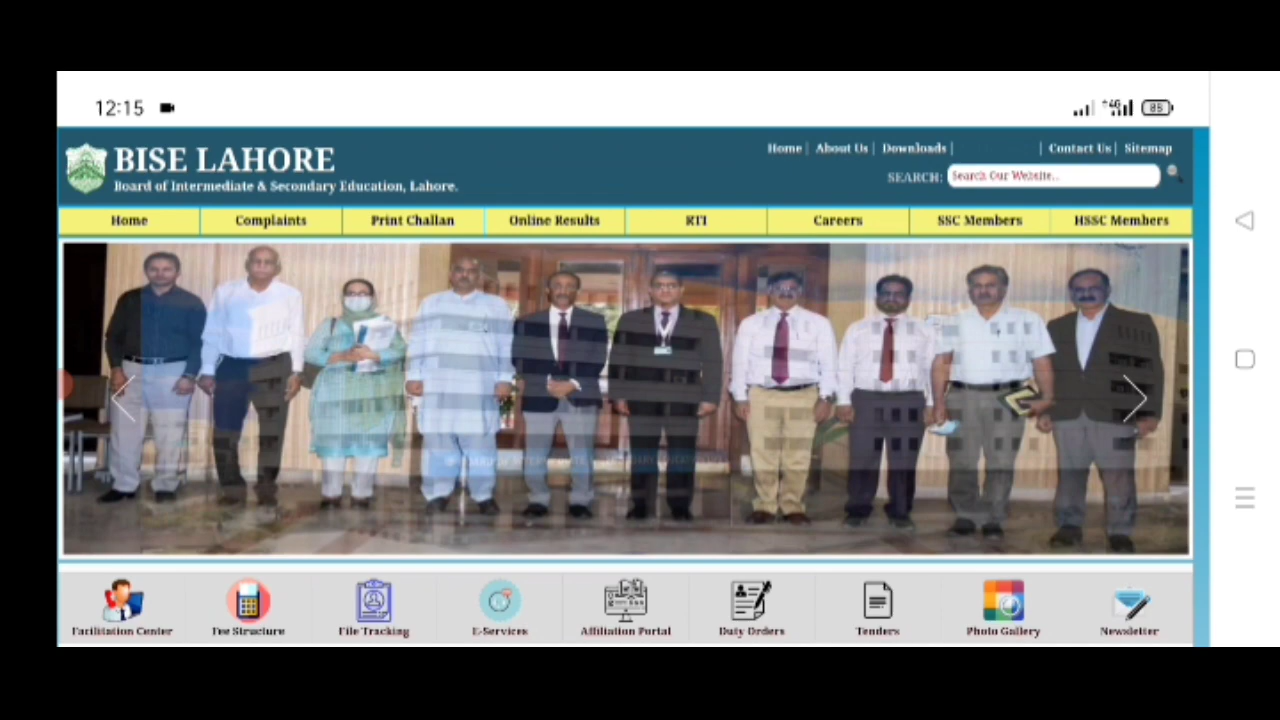 12:15
4G 85
BISE LAHORE
Board of Intermediate & Secondary Education, Lahore.
Home | About Us | Downloads | | Contact Us | Sitemap
SEARCH: Search Our Website..
Home Complaints Print Challan Online Results RTI Careers SSC Members HSSC Members
Facilitation Center Fee Structure File Tracking E-Services Affiliation Portal Duty Orders Tenders Photo Gallery Newsletter